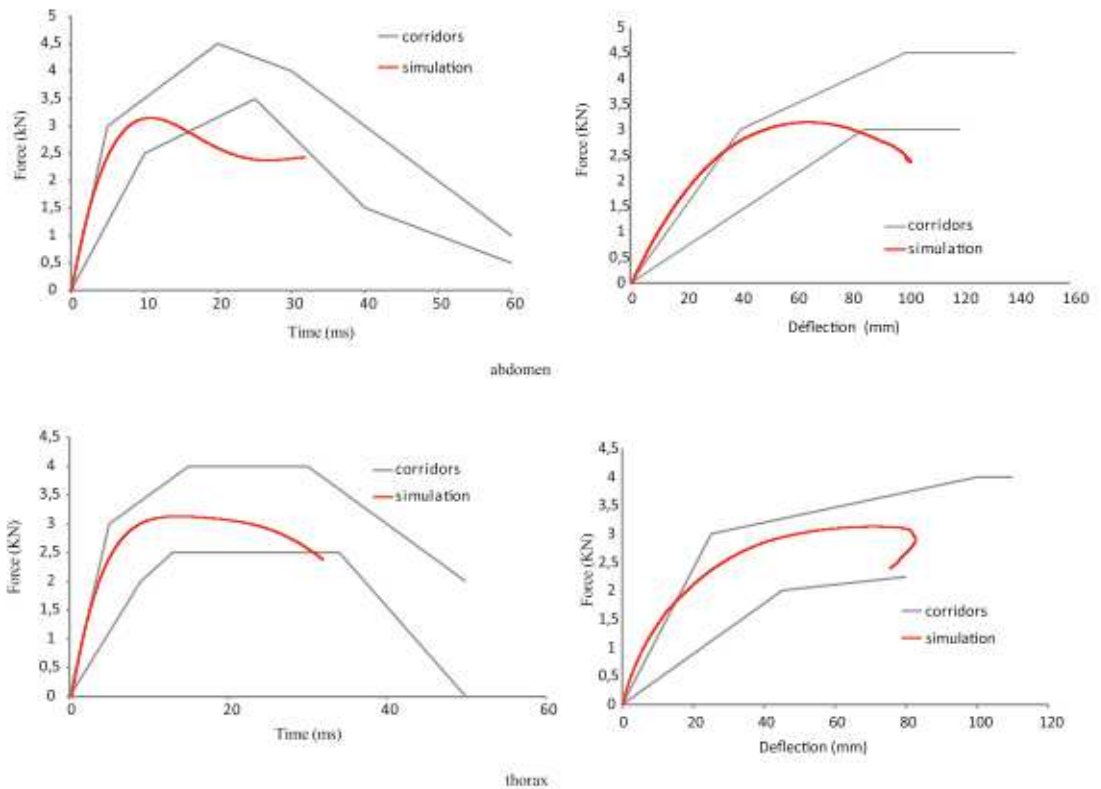 5
4,5
4
3,5
3
2,5
2
1,5
1
0,5
0
Force (kN)
corridors
simulation
0 10 20 30 40 50 60
Time (ms)
5
4,5
4
3,5
3
2,5
2
1,5
1
0,5
0
Force (KN)
corridors
simulation
0 20 40 60 80 100 120 140 160
Déflection (mm)
abdomen
4,5
4
3,5
3
2,5
2
1,5
1
0,5
0
Force (KN)
corridors
simulation
0 20 40 60
Time (ms)
4,5
4
3,5
3
2,5
2
1,5
1
0,5
0
Force (KN)
corridors
simulation
0 20 40 60 80 100 120
Deflection (mm)
thorax